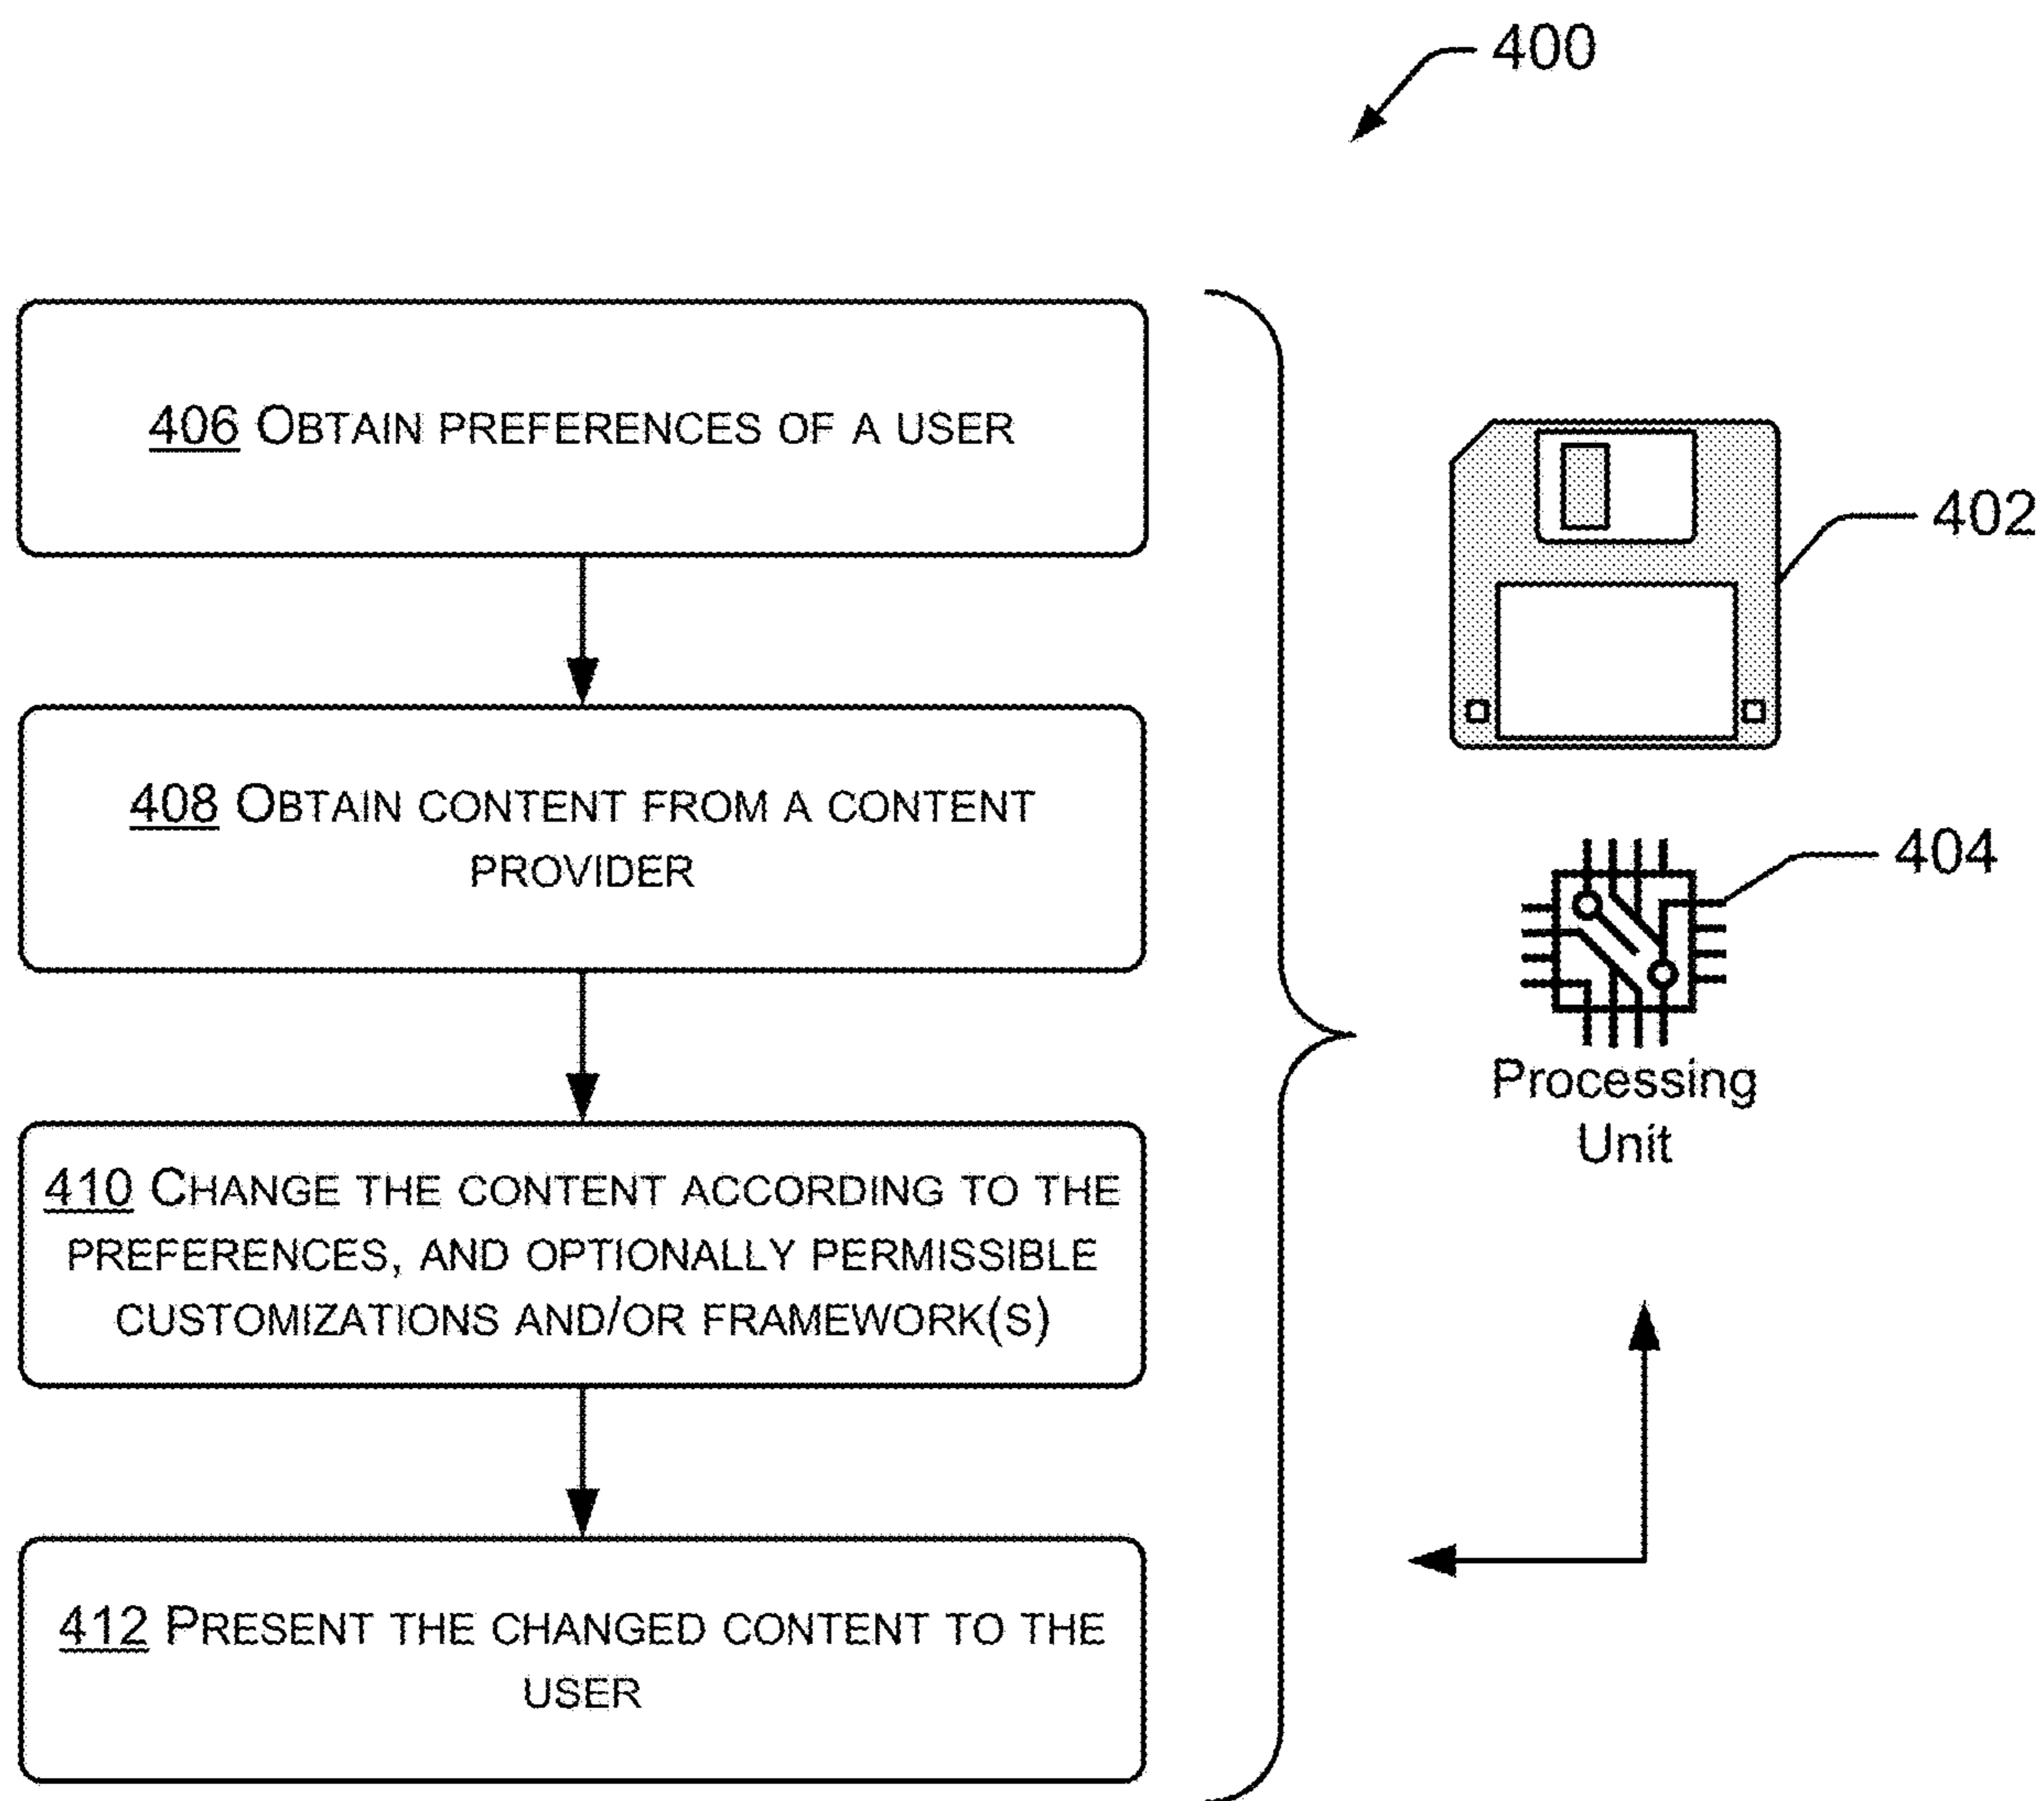 400
406 OBTAIN PREFERENCES OF A USER
402
408 OBTAIN CONTENT FROM A CONTENT
PROVIDER
404
Processing
Unit
410 CHANGE THE CONTENT ACCORDING TO THE
PREFERENCES, AND OPTIONALLY PERMISSIBLE
CUSTOMIZATIONS AND/OR FRAMEWORK(S)
412 PRESENT THE CHANGED CONTENT TO THE
USER